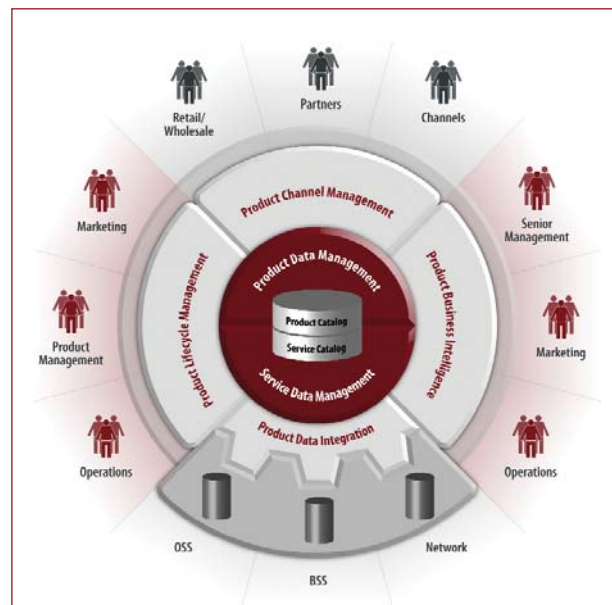 Partners
Retail/
Wholesale
Channels
Marketing
Senior
Management
Product Channel Management
Product Lifecycle Management
Product Business Intelligence
Product Data Management
Product Catalog
Service Catalog
Service Data Management
Product
Management
Marketing
Product Data Integration
Operations
Operations
OSS
BSS
Network